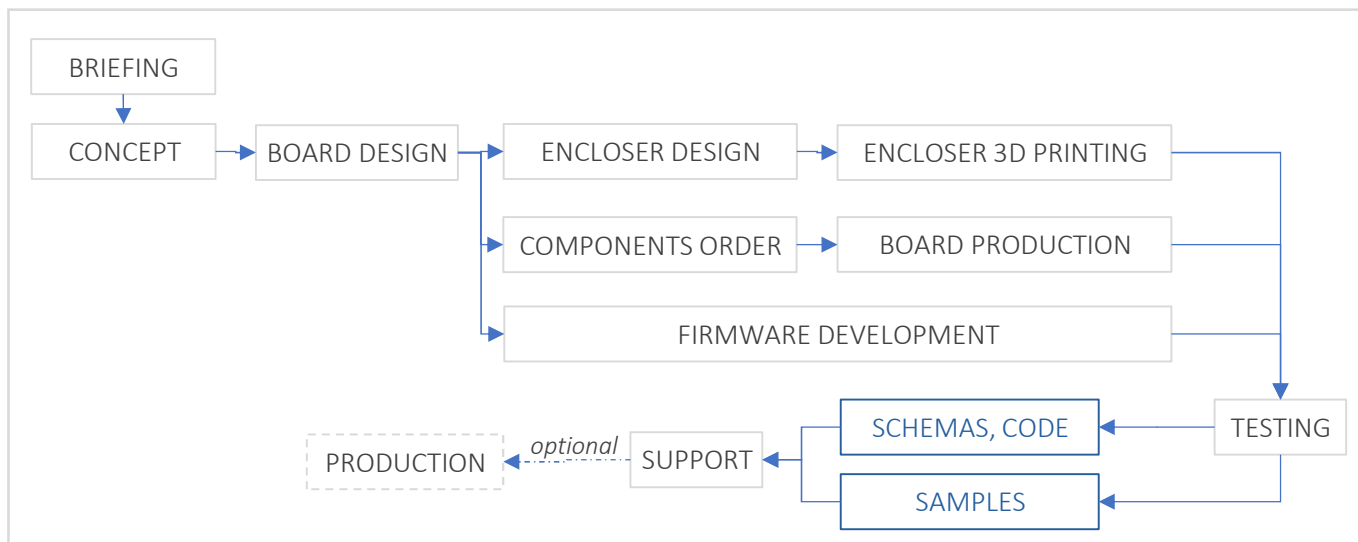 BRIEFING
CONCEPT
BOARD DESIGN
ENCLOSER DESIGN
ENCLOSER 3D PRINTING
COMPONENTS ORDER
BOARD PRODUCTION
FIRMWARE DEVELOPMENT
TESTING
SCHEMAS, CODE
SAMPLES
SUPPORT
optional
PRODUCTION